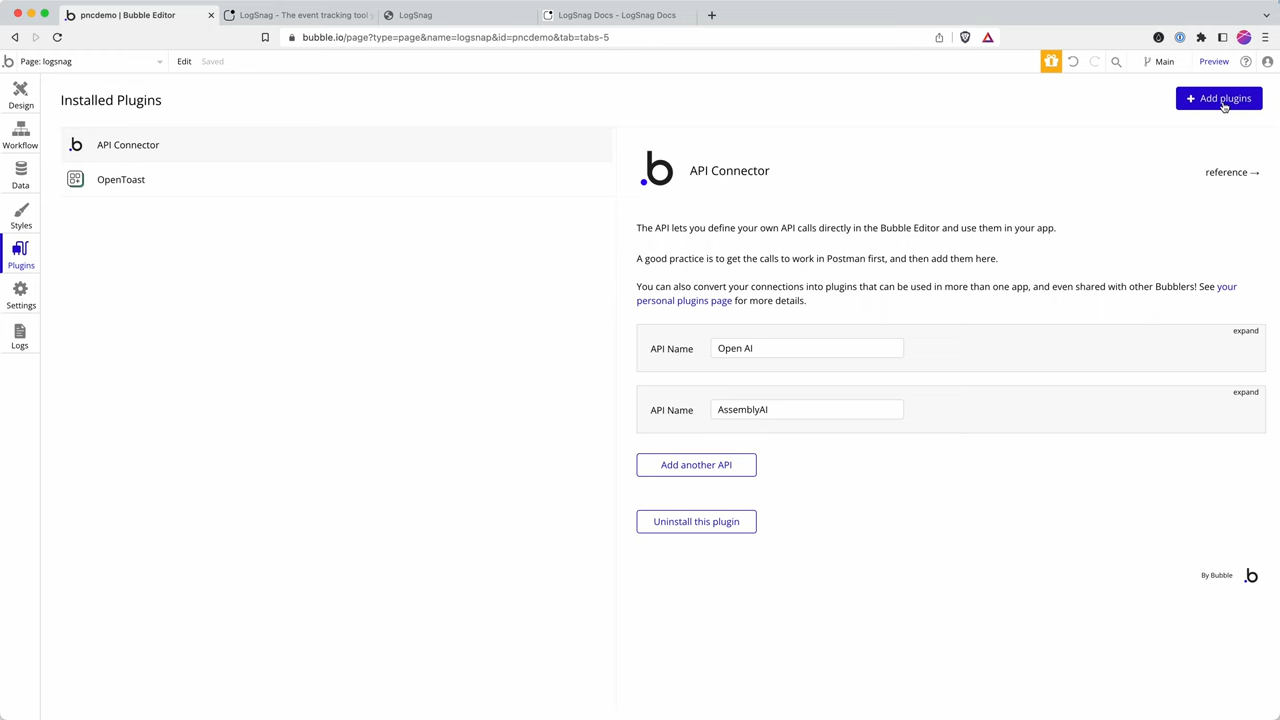 pncdemo | Bubble Editor
LogSnag - The event tracking tool
LogSnag
LogSnag Docs - LogSnag Docs
bubble.io/page?type=page&name=logsnap&id=pncdemo&tab=tabs-5
Page: logsnag
Edit
Saved
Main
Preview
Design
Workflow
Data
Styles
Plugins
Settings
Logs
Installed Plugins
+ Add plugins
API Connector
OpenToast
API Connector
reference →
The API lets you define your own API calls directly in the Bubble Editor and use them in your app.
A good practice is to get the calls to work in Postman first, and then add them here.
You can also convert your connections into plugins that can be used in more than one app, and even shared with other Bubblers! See your
personal plugins page for more details.
expand
API Name
Open AI
expand
API Name
AssemblyAI
Add another API
Uninstall this plugin
By Bubble